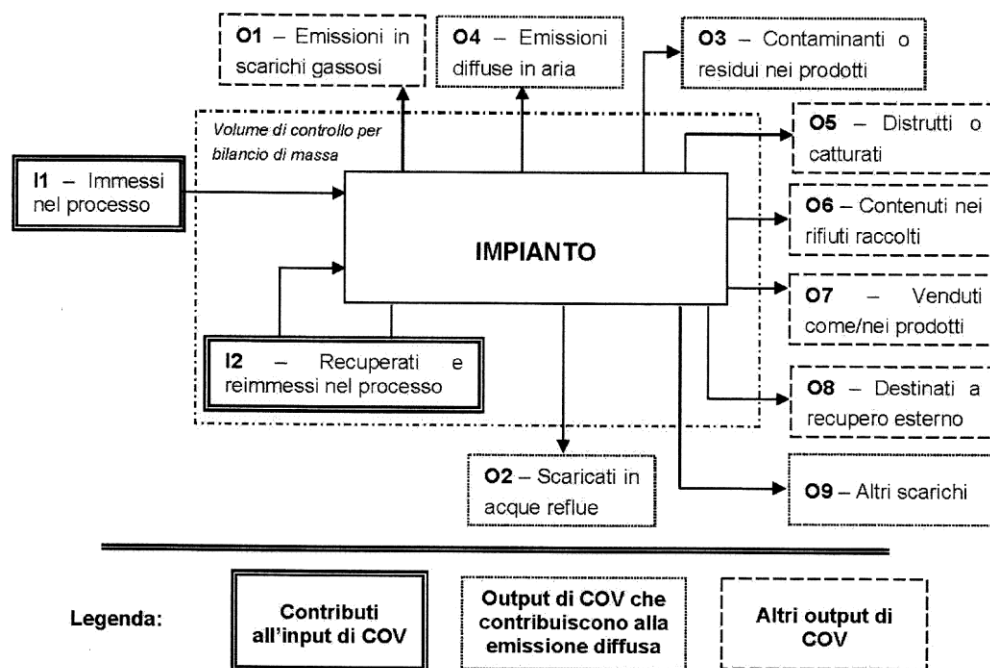 O1 – Emissioni in
scarichi gassosi
O4 – Emissioni
diffuse in aria
O3 – Contaminanti o
residui nei prodotti
Volume di controllo per
bilancio di massa
O5 – Distrutti o
catturati
I1 – Immessi
nel processo
O6 – Contenuti nei
rifiuti raccolti
IMPIANTO
O7 – Venduti
come/nei prodotti
I2 – Recuperati e
reimmessi nel processo
O8 – Destinati a
recupero esterno
O2 – Scaricati in
acque reflue
O9 – Altri scarichi
Legenda:
Contributi
all'input di COV
Output di COV che
contribuiscono alla
emissione diffusa
Altri output di
COV